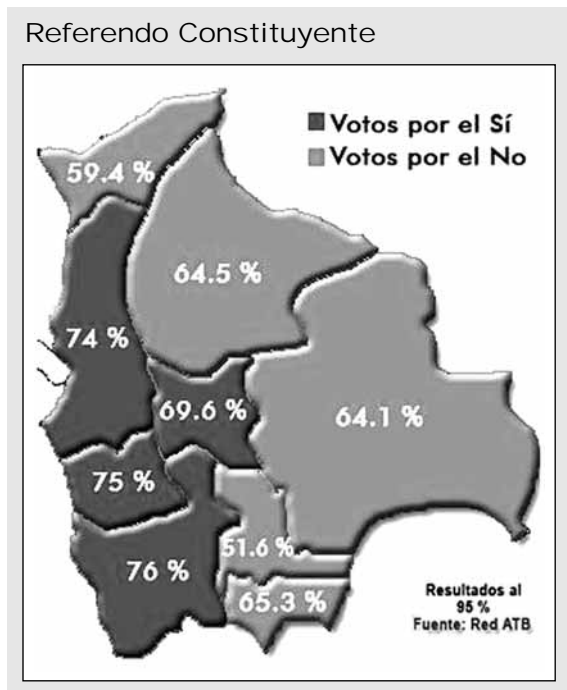 Referendo Constituyente
Votos por el Sí
Votos por el No
59.4 %
64.5 %
74 %
69.6 %
64.1 %
75 %
51.6 %
76 %
65.3 %
Resultados al
95 %
Fuente: Red ATB